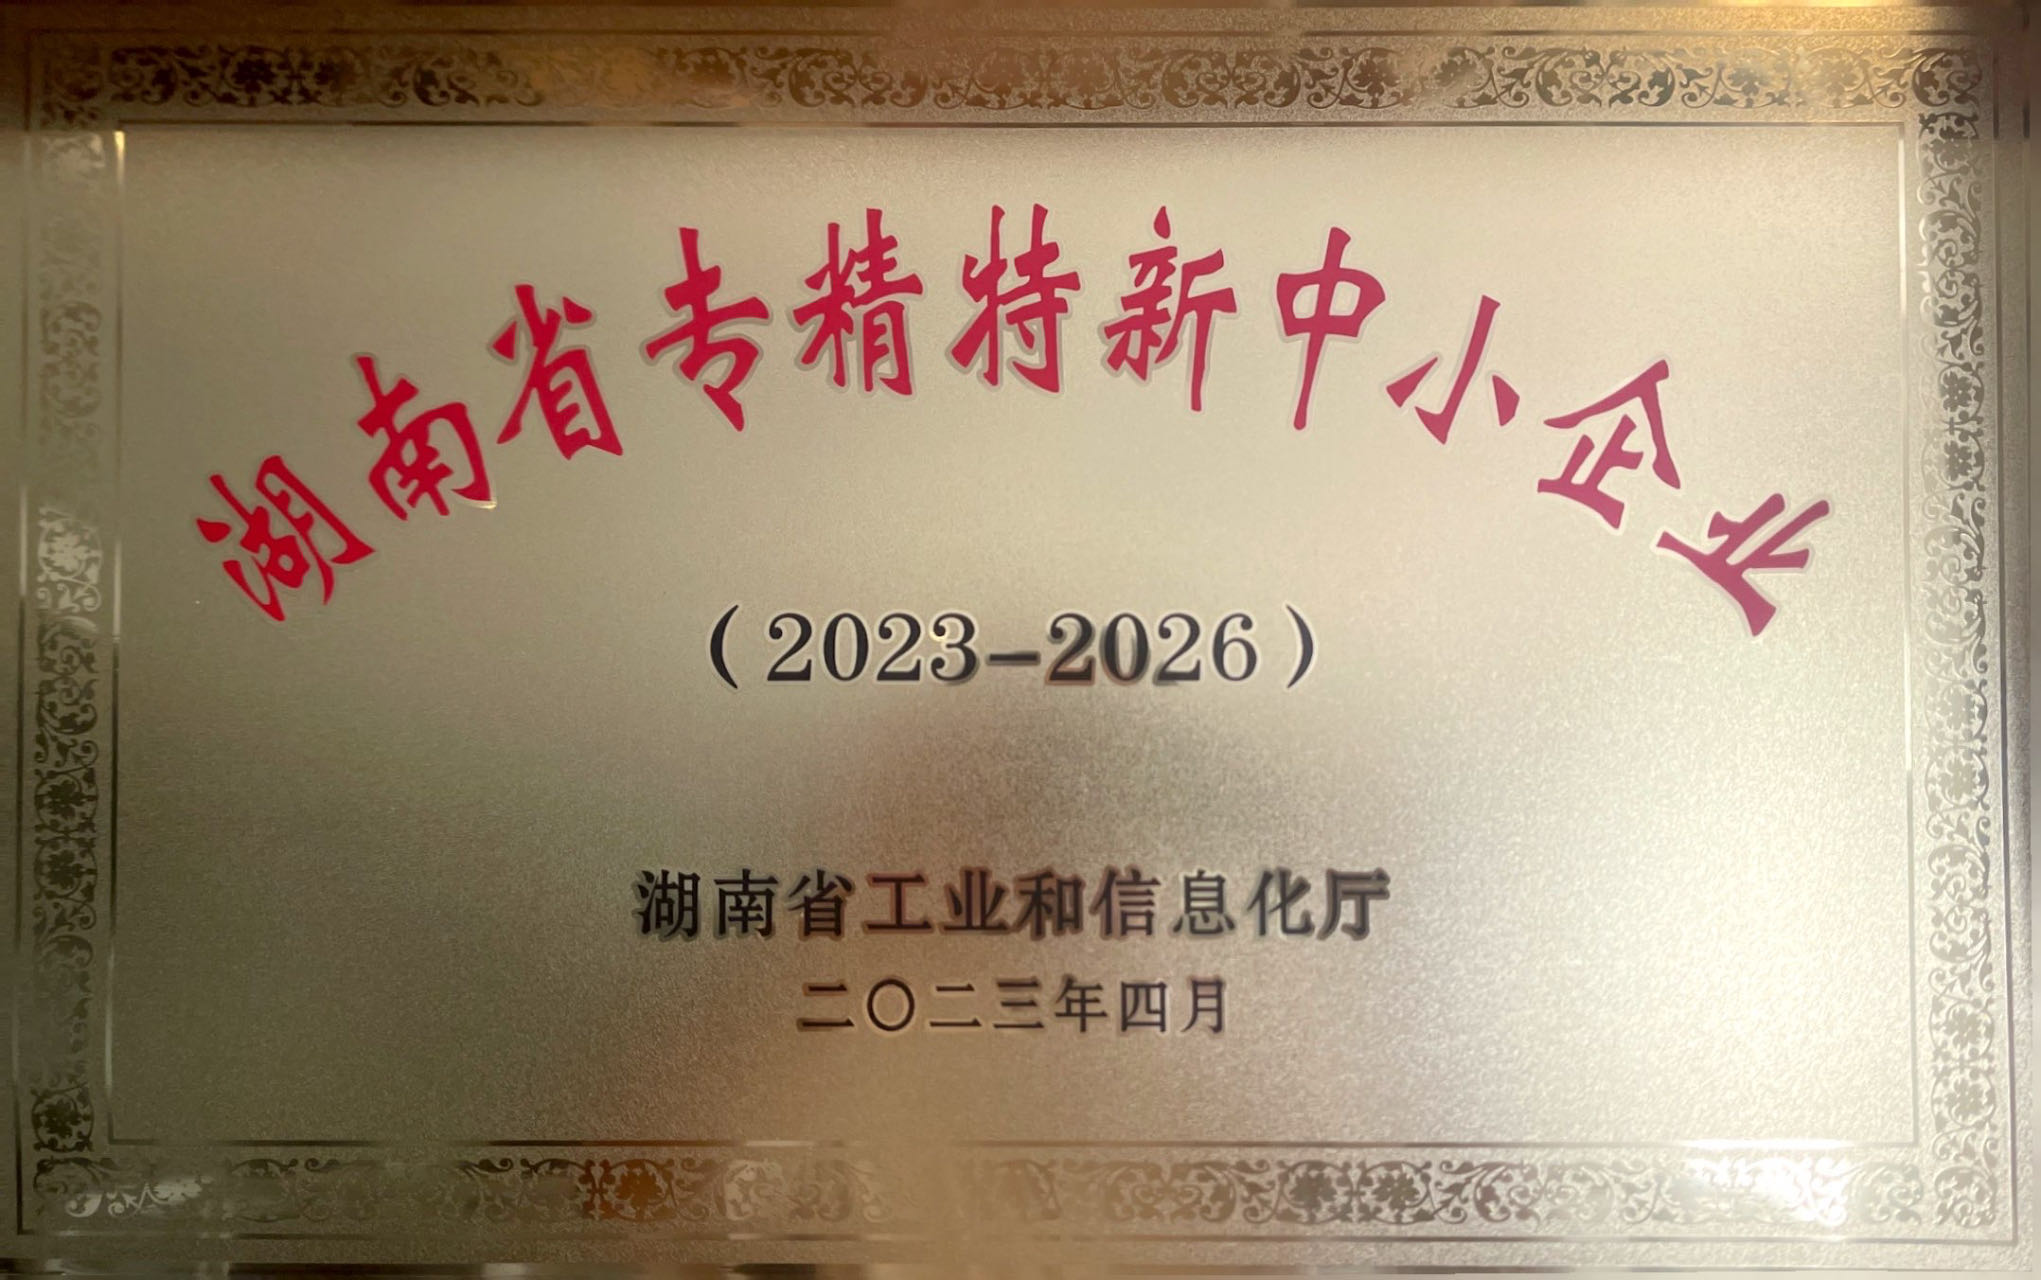 湖南省专精特新中小企业
（2023-2026）
湖南省工业和信息化厅
二〇二三年四月